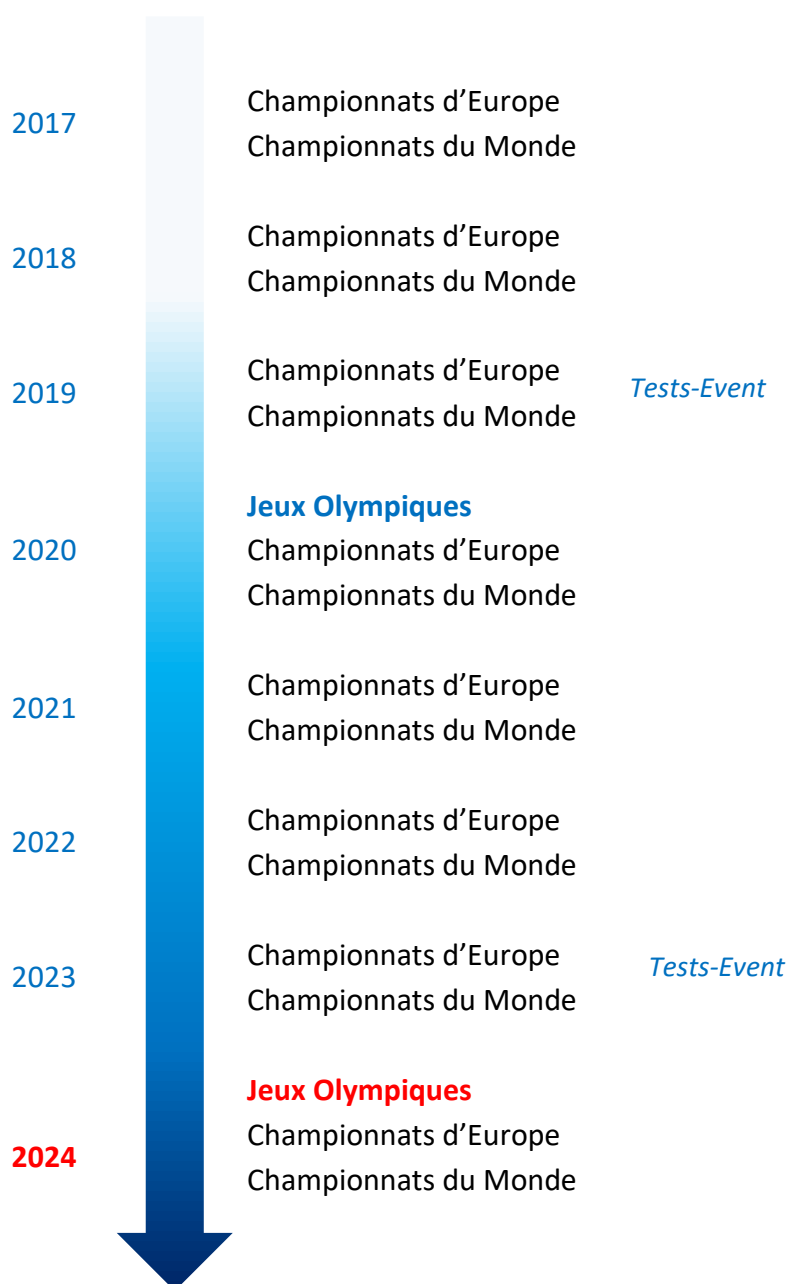 2017
Championnats d’Europe
Championnats du Monde
2018
Championnats d’Europe
Championnats du Monde
2019
Championnats d’Europe
Championnats du Monde
Tests-Event
2020
Jeux Olympiques
Championnats d’Europe
Championnats du Monde
2021
Championnats d’Europe
Championnats du Monde
2022
Championnats d’Europe
Championnats du Monde
2023
Championnats d’Europe
Championnats du Monde
Tests-Event
2024
Jeux Olympiques
Championnats d’Europe
Championnats du Monde